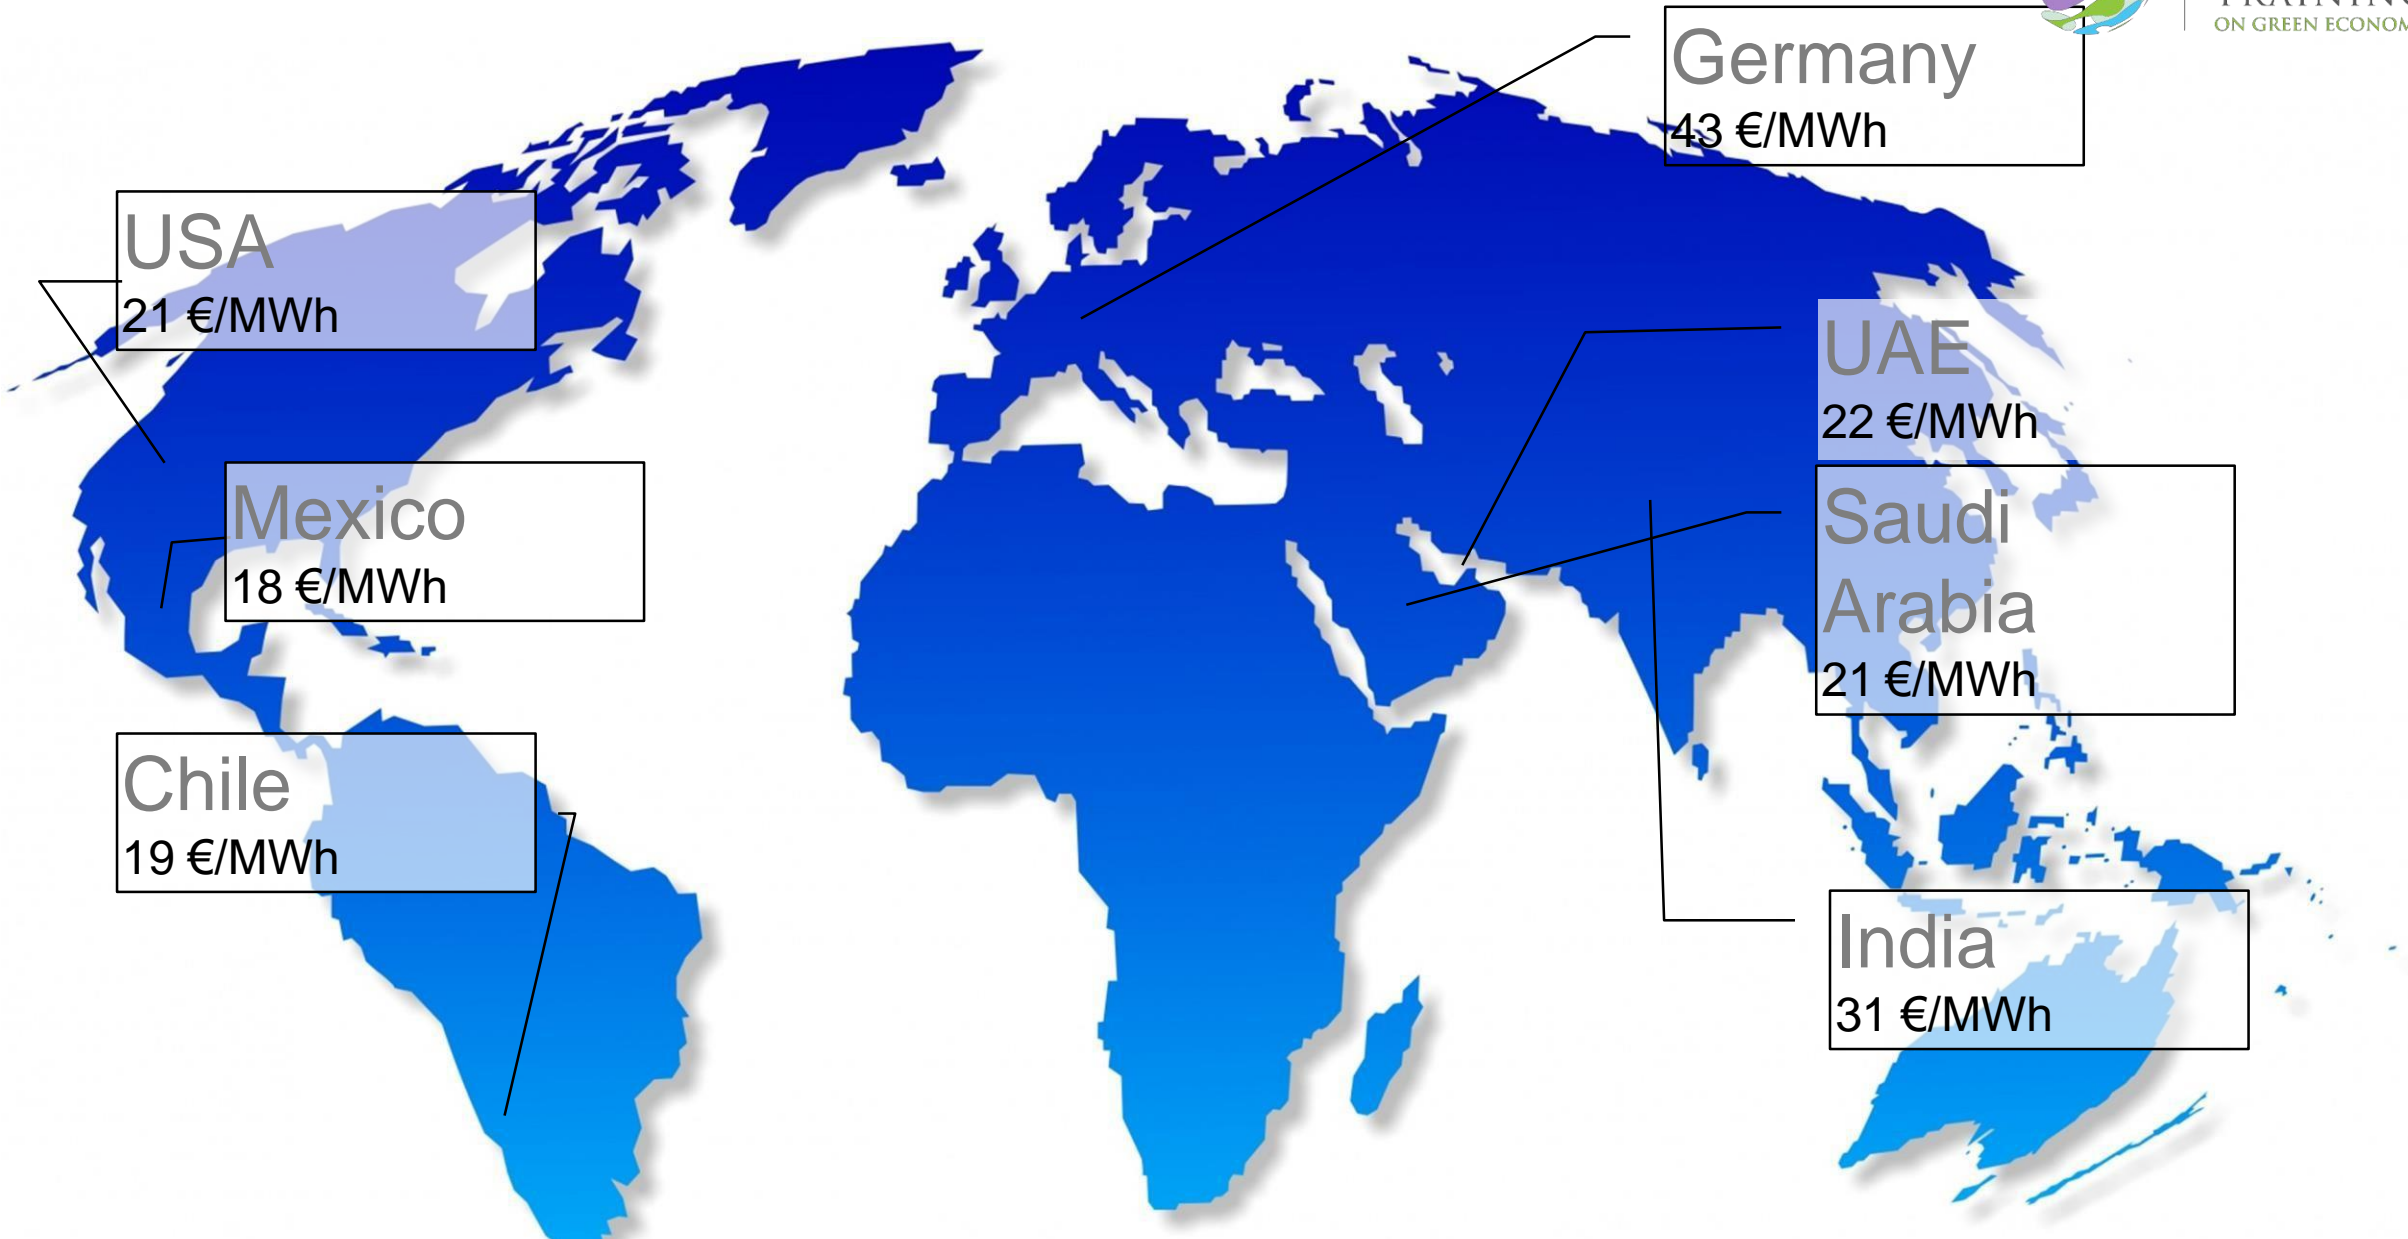 ON GREEN ECONOM
Germany
43 €/MWh
USA
21 €/MWh
UAE
22 €/MWh
Mexico
18 €/MWh
Saudi
Arabia
21 €/MWh
Chile
19 €/MWh
India
31 €/MWh